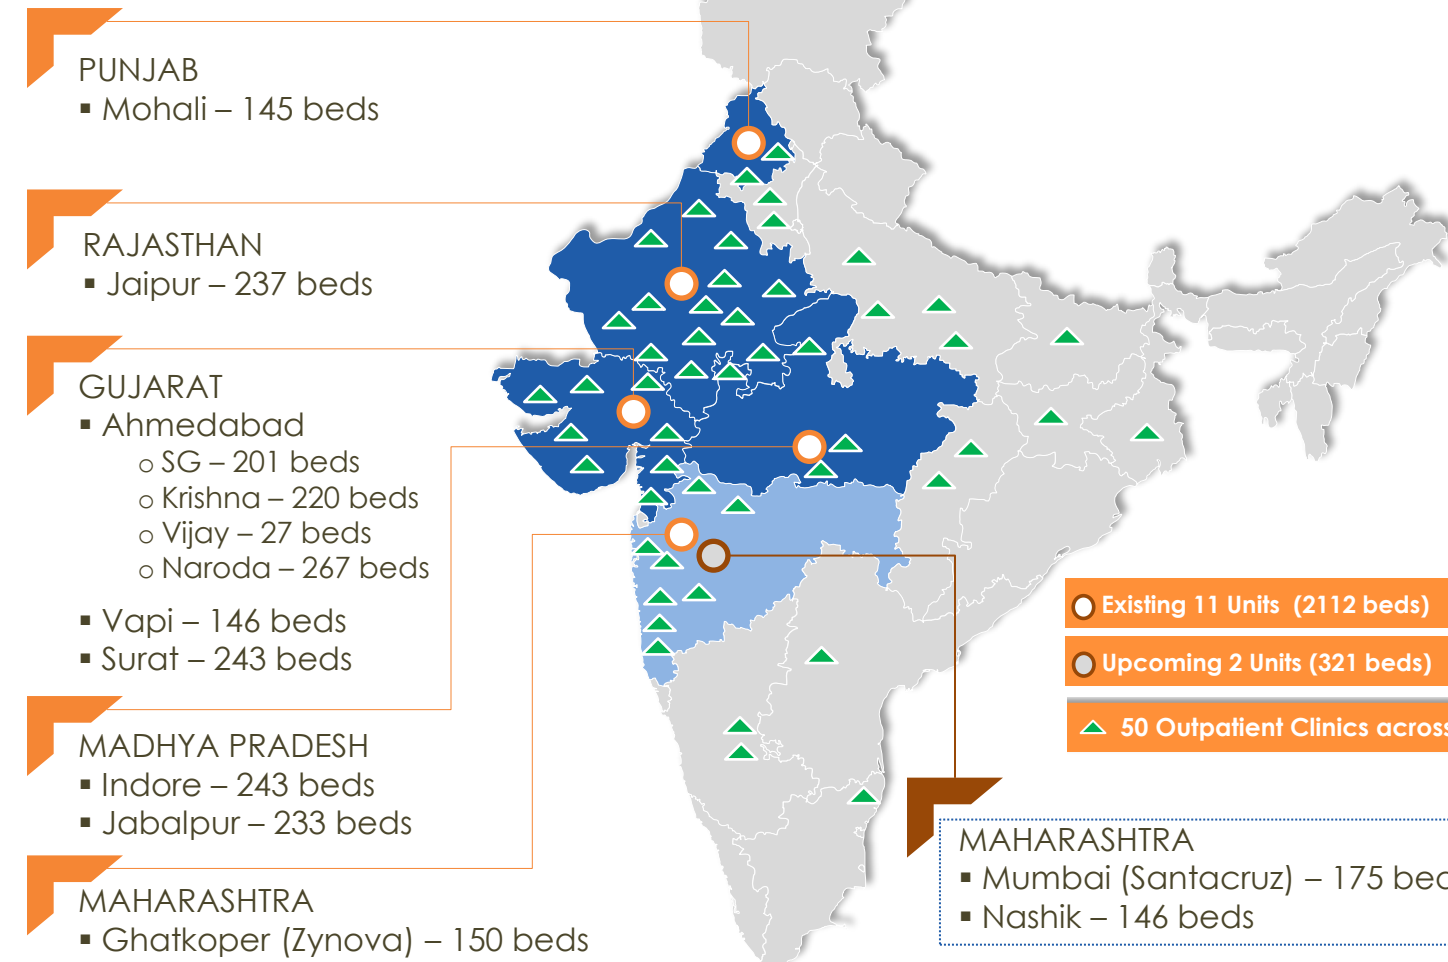 PUNJAB
▪ Mohali – 145 beds
RAJASTHAN
▪ Jaipur – 237 beds
GUJARAT
▪ Ahmedabad
o SG – 201 beds
o Krishna – 220 beds
o Vijay – 27 beds
o Naroda – 267 beds
▪ Vapi – 146 beds
▪ Surat – 243 beds
MADHYA PRADESH
▪ Indore – 243 beds
▪ Jabalpur – 233 beds
MAHARASHTRA
▪ Ghatkoper (Zynova) – 150 beds
Existing 11 Units (2112 beds)
Upcoming 2 Units (321 beds)
50 Outpatient Clinics across
MAHARASHTRA
▪ Mumbai (Santacruz) – 175
▪ Nashik – 146 beds